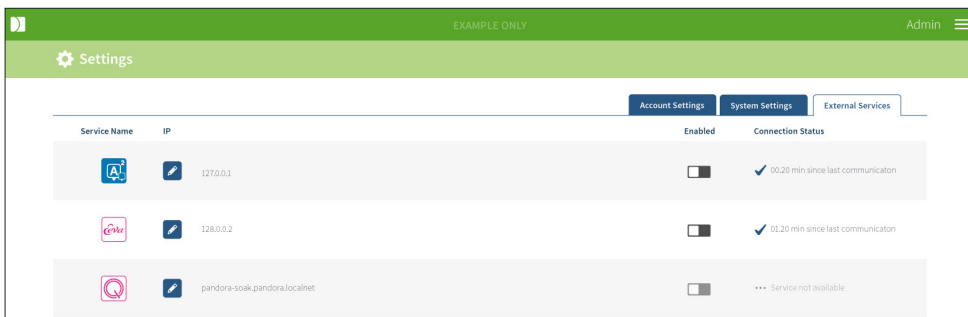 EXAMPLE ONLY
Admin
Settings
Account Settings
System Settings
External Services
Service Name IP Enabled Connection Status
A 2 127.0.0.1 00.20 min since last communicaton
eeva 128.0.0.2 01.20 min since last communicaton
pandora-soak.pandora.localnet Service not available